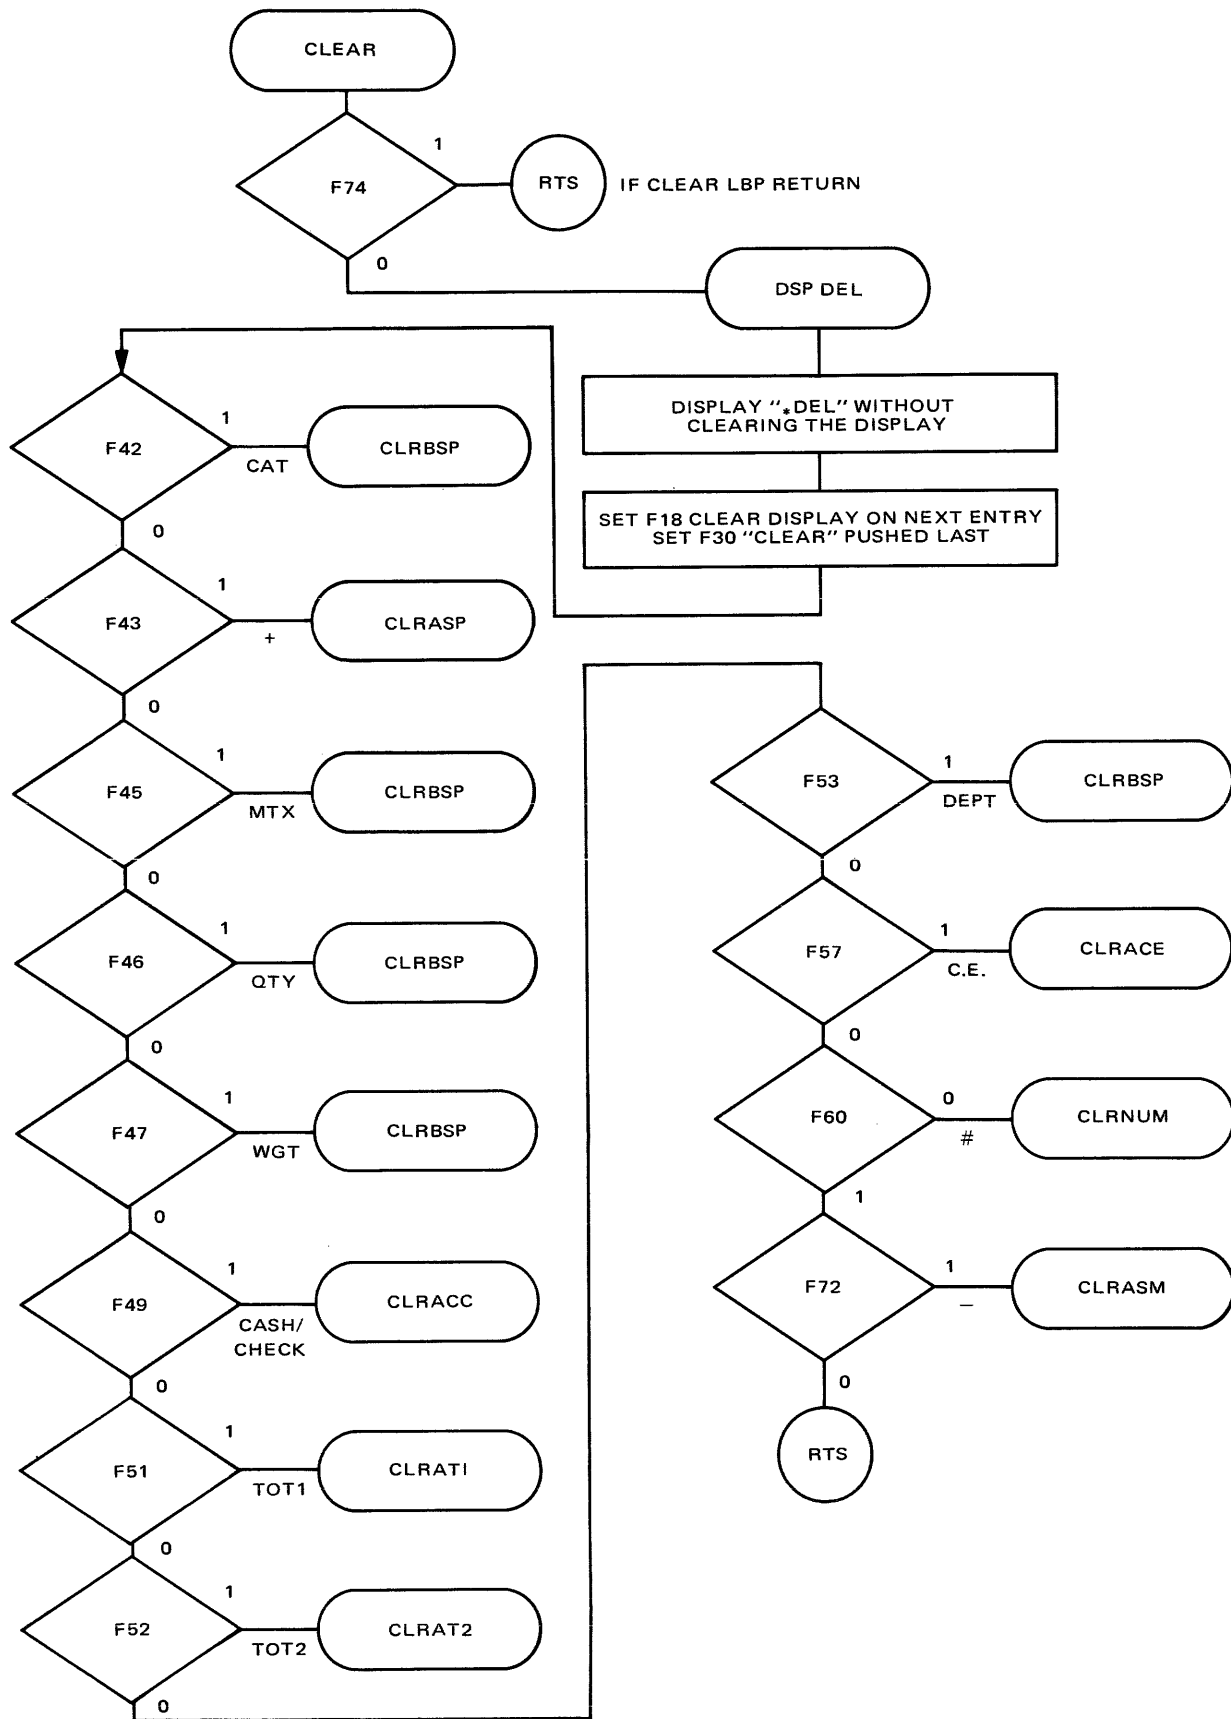 CLEAR
F74
1
RTS
IF CLEAR LBP RETURN
0
DSP DEL
DISPLAY "*DEL" WITHOUT
CLEARING THE DISPLAY
SET F18 CLEAR DISPLAY ON NEXT ENTRY
SET F30 "CLEAR" PUSHED LAST
F42
1
CAT
CLRBSP
0
F43
1
+
CLRASP
0
F45
1
MTX
CLRBSP
0
F46
1
QTY
CLRBSP
0
F47
1
WGT
CLRBSP
0
F49
1
CASH/
CHECK
CLRACC
0
F51
1
TOT1
CLRAT1
0
F52
1
TOT2
CLRAT2
0
F53
1
DEPT
CLRBSP
0
F57
1
C.E.
CLRACE
0
F60
0
#
CLRNUM
1
F72
1
–
CLRASM
0
RTS